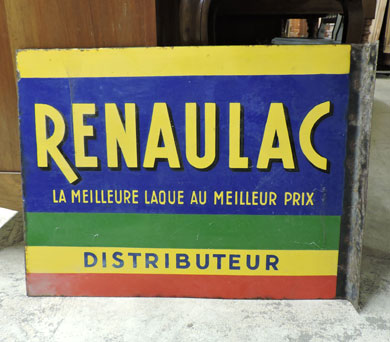 RENAULAC
LA MEILLEURE LAQUE AU MEILLEUR PRIX
DISTRIBUTEUR